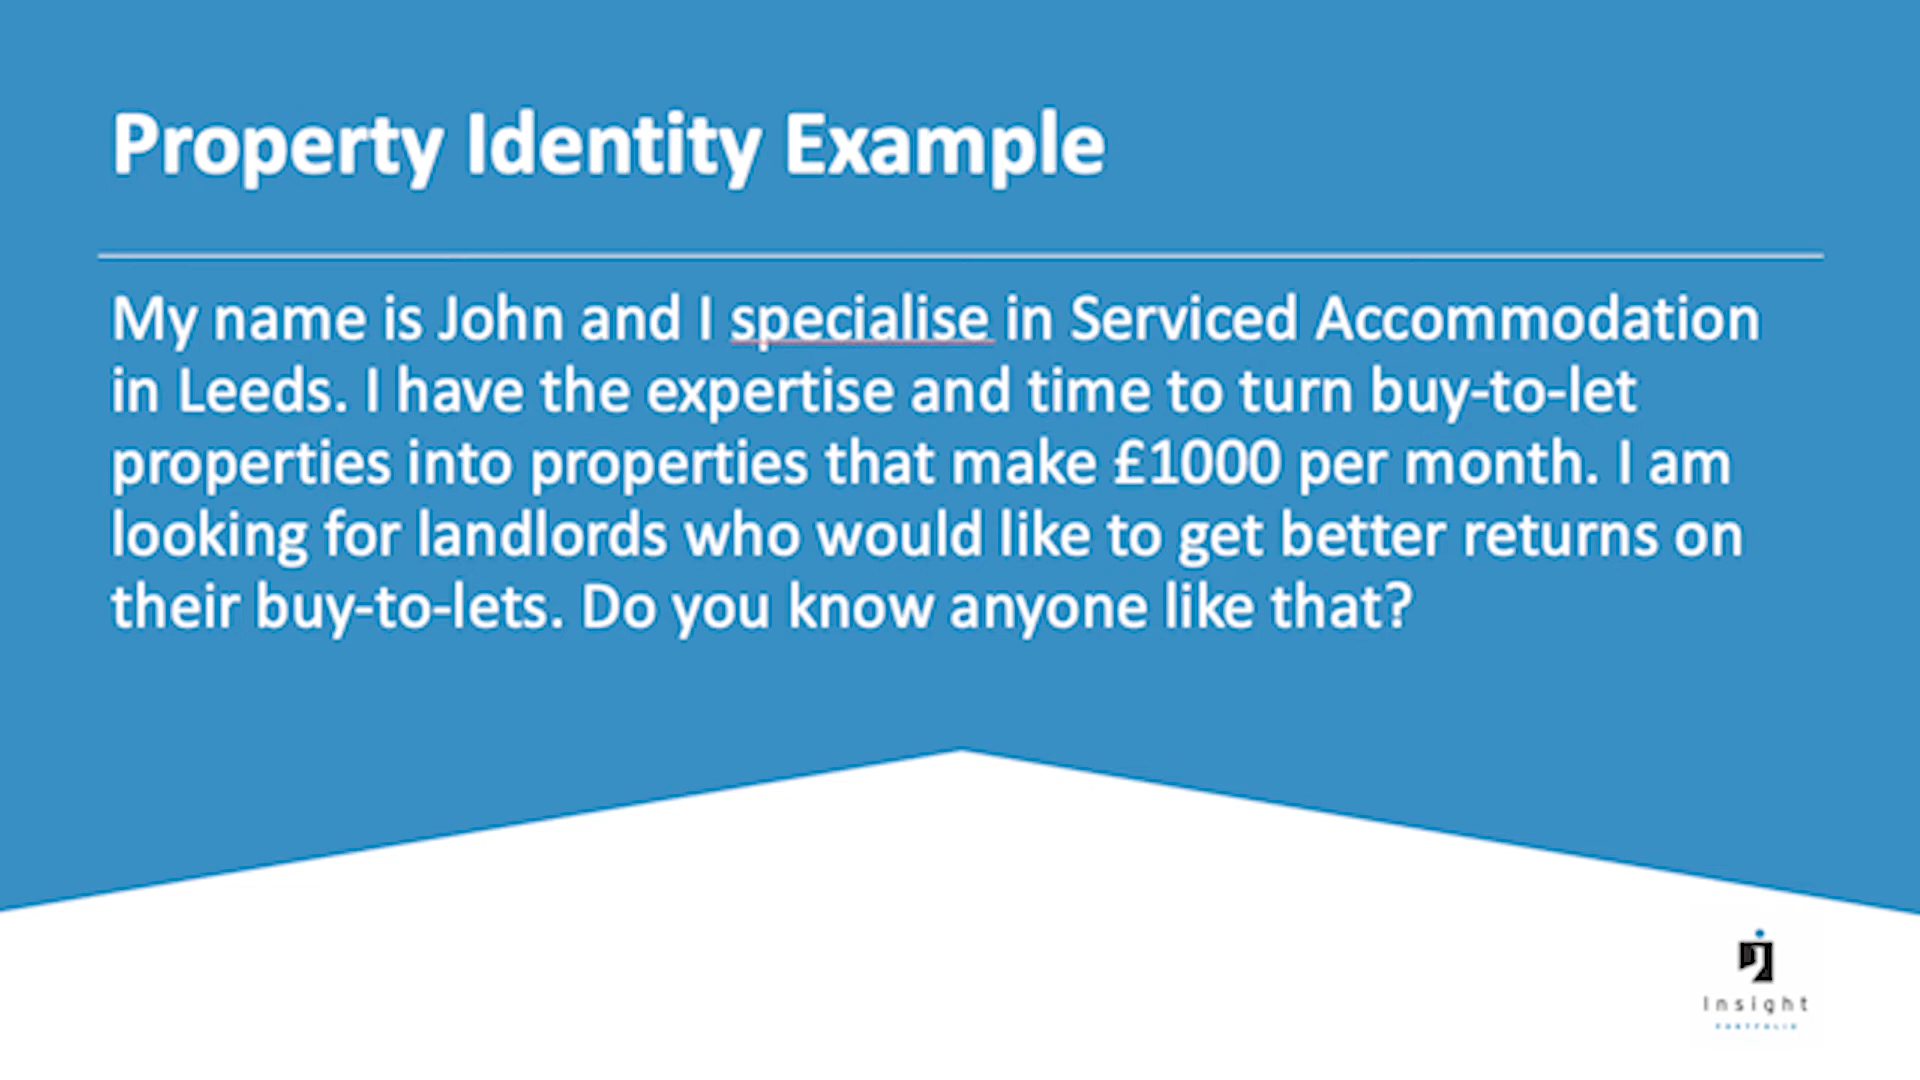 Property Identity Example
My name is John and I specialise in Serviced Accommodation
in Leeds. I have the expertise and time to turn buy-to-let
properties into properties that make £1000 per month. I am
looking for landlords who would like to get better returns on
their buy-to-lets. Do you know anyone like that?
Insight
PORTFOLIO